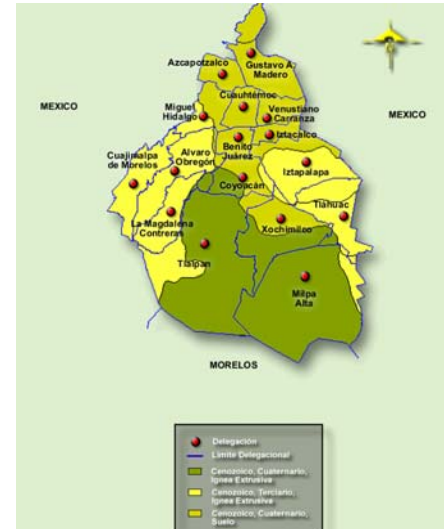 Azcapotzalco
Gustavo A.
Madero
Cuauhtémoc
MEXICO
Miguel
Hidalgo
Venustiano
Carranza
MEXICO
Iztacalco
Cuajimalpa
de Morelos
Alvaro
Obregón
Benito
Juárez
Iztapalapa
Coyoacán
Tláhuac
La Magdalena
Contreras
Xochimilco
Tlalpan
Milpa
Alta
MORELOS
Delegación
Límite Delegacional
Cenozoico, Cuaternario,
Ignea Extrusiva
Cenozoico, Terciario,
Ignea Extrusiva
Cenozoico, Cuaternario,
Suelo